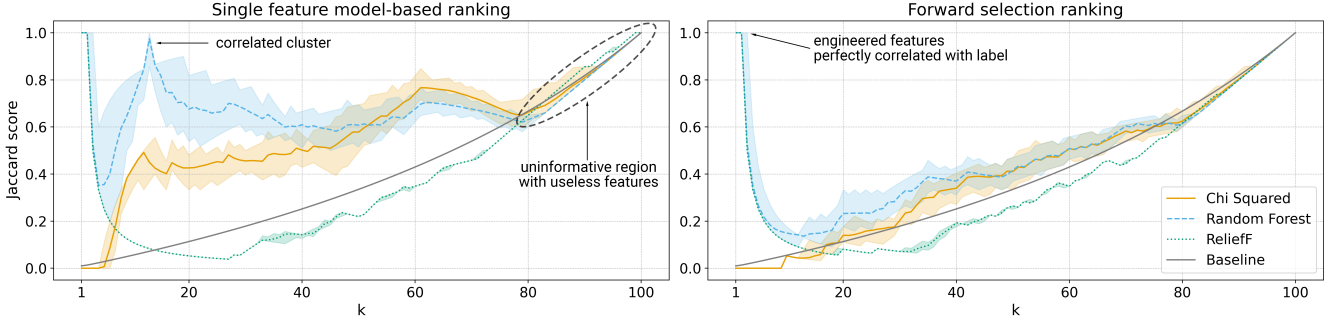 Single feature model-based ranking
Jaccard score
1.0
0.8
0.6
0.4
0.2
0.0
correlated cluster
uninformative region
with useless features
1
20
40
60
80
100
k
Forward selection ranking
1.0
0.8
0.6
0.4
0.2
0.0
engineered features
perfectly correlated with label
Chi Squared
Random Forest
ReliefF
Baseline
1
20
40
60
80
100
k